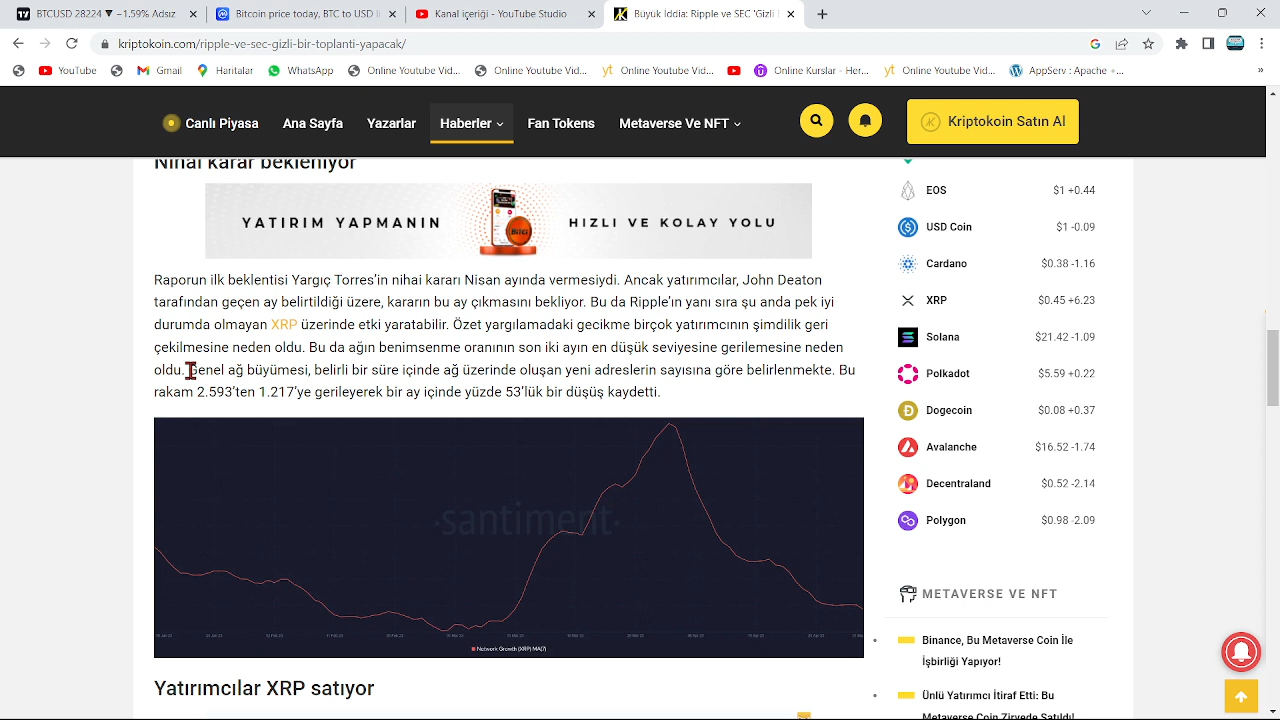 BTCUSD 28224 ▼ −1.59%
Bitcoin price today, BTC to USD li
Ripple
Büyük İddia: Ripple ve SEC 'Gizli
kriptokoin.com/ripple-ve-sec-gizli-bir-toplanti-yapacak/
YouTube
Gmail
Haritalar
WhatsApp
Online Youtube Vid...
Online Youtube Vid...
Online Youtube Vid...
Online Kurslar - Her...
Online Youtube Vid...
AppServ : Apache +...
Canlı Piyasa
Ana Sayfa
Yazarlar
Haberler
Fan Tokens
Metaverse Ve NFT
Kriptokoin Satın Al
Nihai karar bekleniyor
YATIRIM YAPMANIN
BitCi
HIZLI VE KOLAY YOLU
Raporun ilk beklentisi Yargıç Torres'in nihai kararı Nisan ayında vermesiydi. Ancak yatırımcılar, John Deaton
tarafından geçen ay belirtildiği üzere, kararın bu ay çıkmasını bekliyor. Bu da Ripple'ın yanı sıra şu anda pek iyi
durumda olmayan XRP üzerinde etki yaratabilir. Özet yargılamadaki gecikme birçok yatırımcının şimdilik geri
çekilmesine neden oldu. Bu da ağın benimsenme oranının son iki ayın en düşük seviyesine gerilemesine neden
oldu. Genel ağ büyümesi, belirli bir süre içinde ağ üzerinde oluşan yeni adreslerin sayısına göre belirlenmekte. Bu
rakam 2.593'ten 1.217'ye gerileyerek bir ay içinde yüzde 53'lük bir düşüş kaydetti.
·santiment·
Network Growth (XRP) MA(7)
Yatırımcılar XRP satıyor
EOS $1 +0.44
USD Coin $1 -0.09
Cardano $0.38 -1.16
XRP $0.45 +6.23
Solana $21.42 -1.09
Polkadot $5.59 +0.22
Dogecoin $0.08 +0.37
Avalanche $16.52 -1.74
Decentraland $0.52 -2.14
Polygon $0.98 -2.09
METAVERSE VE NFT
Binance, Bu Metaverse Coin İle
İşbirliği Yapıyor!
Ünlü Yatırımcı İtiraf Etti: Bu
Metaverse Coin Zirvede Satıldı!